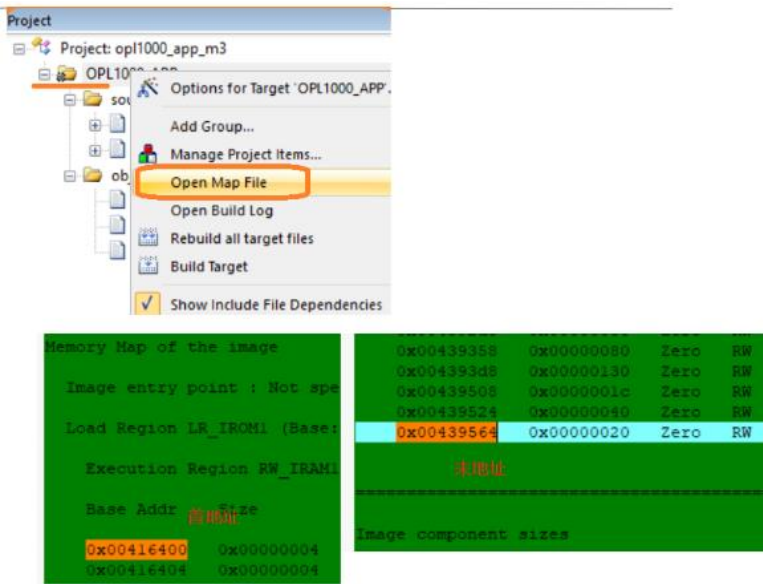 Project
Project: opl1000_app_m3
OPL1000_APP
sou
Options for Target 'OPL1000_APP'.
Add Group...
Manage Project Items...
obj
Open Map File
Open Build Log
Rebuild all target files
Build Target
Show Include File Dependencies
Memory Map of the image
Image entry point : Not spe
Load Region LR_IROM1 (Base:
Execution Region RW_IRAM1
Base Addr Size
首地址
0x00416400 0x00000004
0x00416404 0x00000004
0x00439358 0x00000080 Zero RW
0x004393d8 0x00000130 Zero RW
0x00439508 0x0000001c Zero RW
0x00439524 0x00000040 Zero RW
0x00439564 0x00000020 Zero RW
末地址
Image component sizes